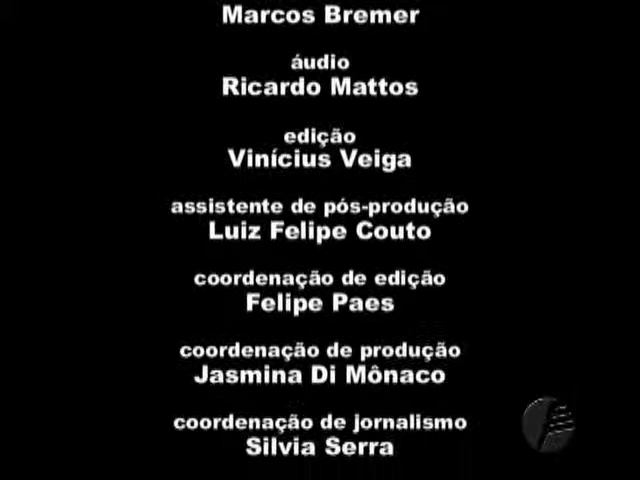 Marcos Bremer
áudio
Ricardo Mattos
edição
Vinícius Veiga
assistente de pós-produção
Luiz Felipe Couto
coordenação de edição
Felipe Paes
coordenação de produção
Jasmina Di Mônaco
coordenação de jornalismo
Silvia Serra